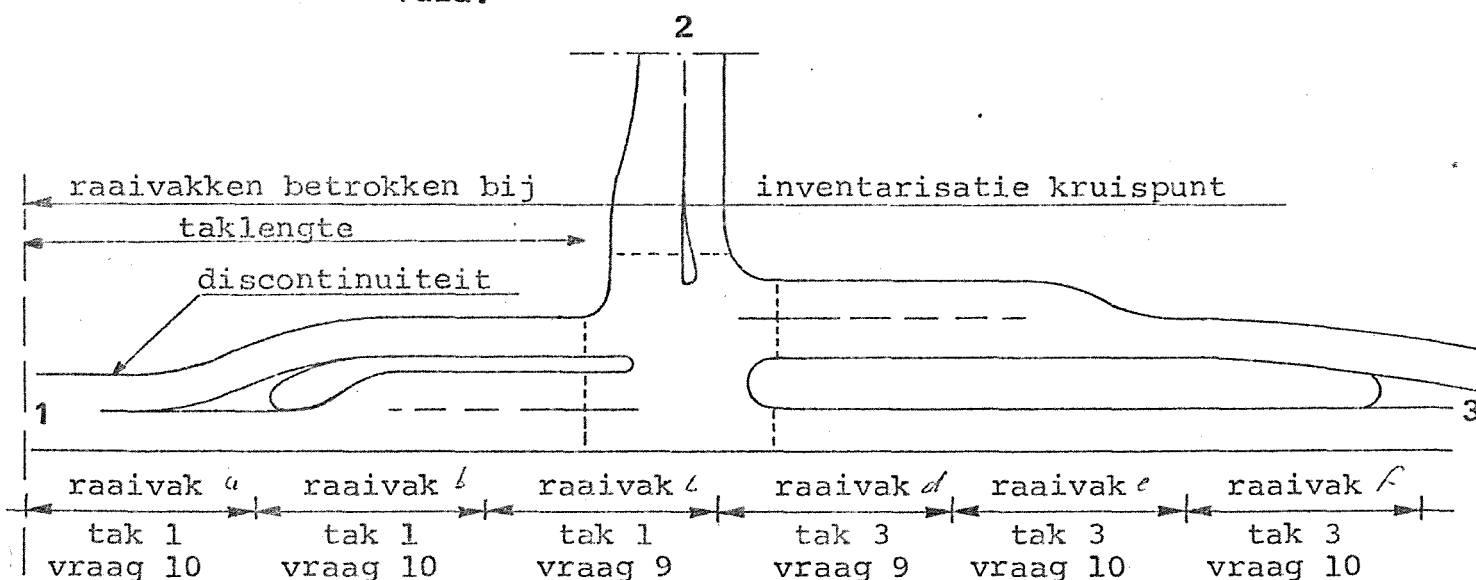 2
raaivakken betrokken bij inventarisatie kruispunt
taklengte
discontinuiteit
1
3
raaivak a raaivak b raaivak c raaivak d raaivak e raaivak f
tak 1 tak 1 tak 1 tak 3 tak 3 tak 3
vraag 10 vraag 10 vraag 9 vraag 9 vraag 10 vraag 10